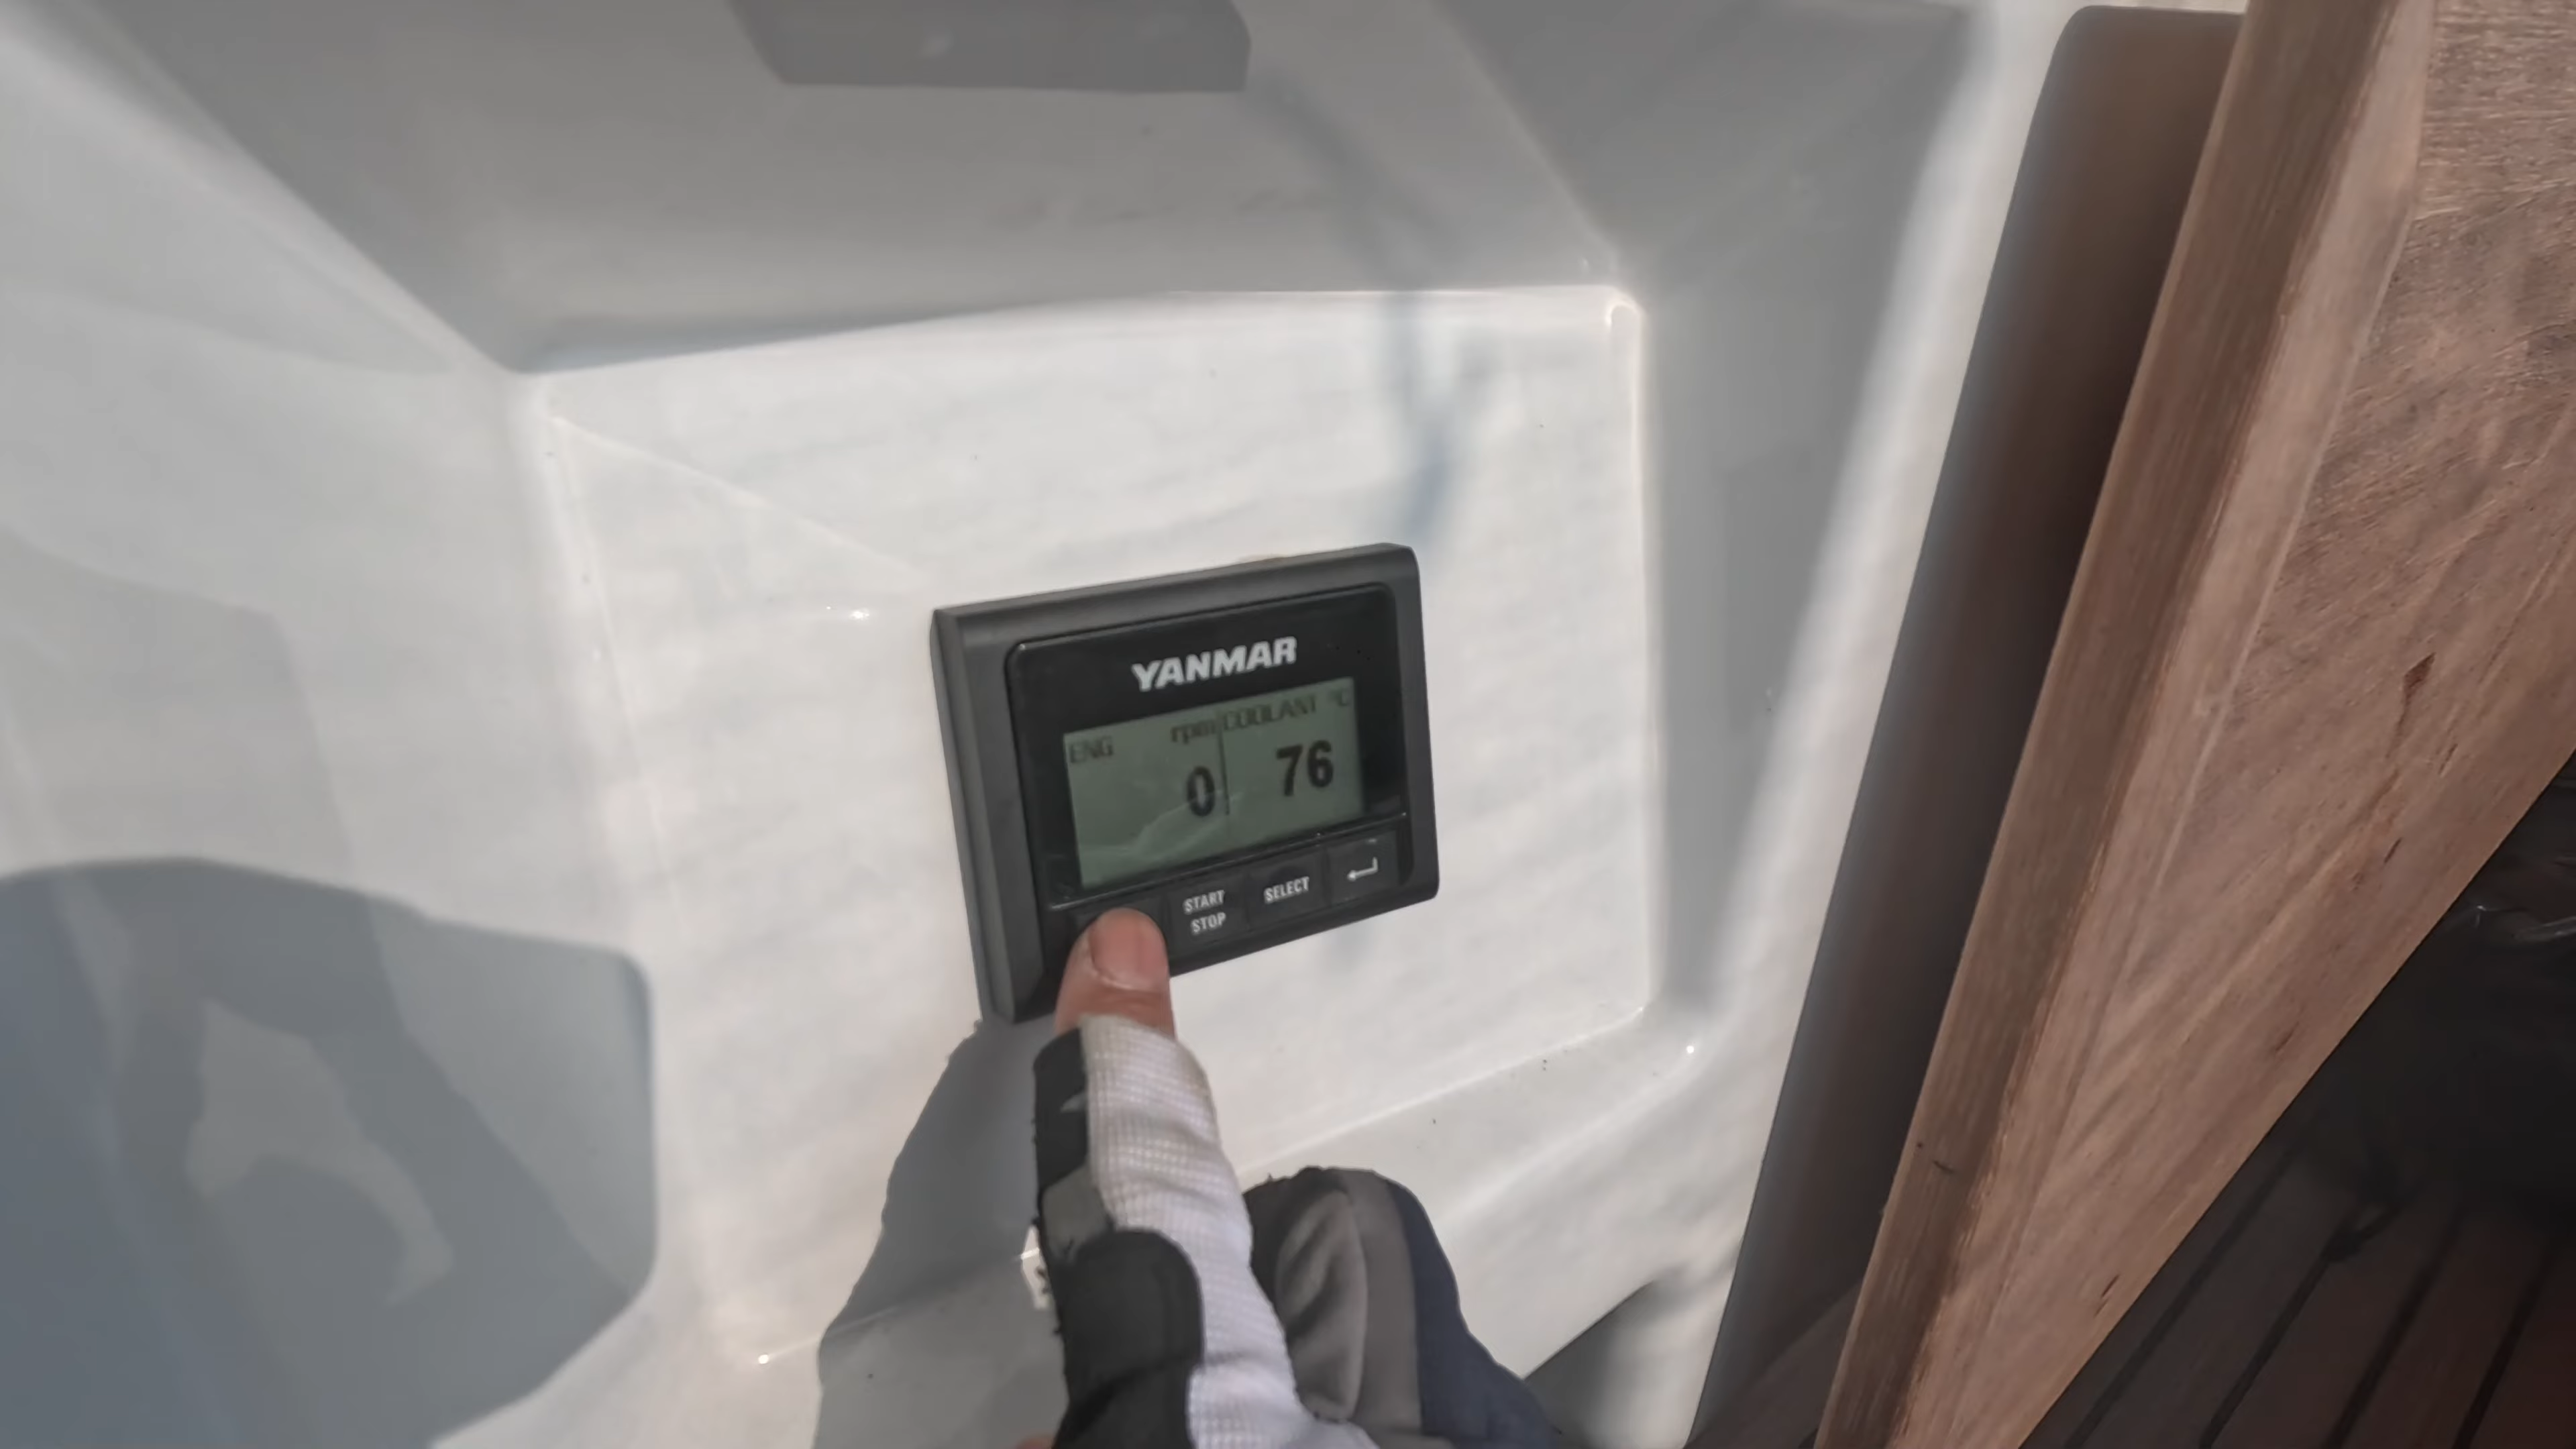 YANMAR
ENG rpm COOLANT °C
0 76
START
STOP
SELECT